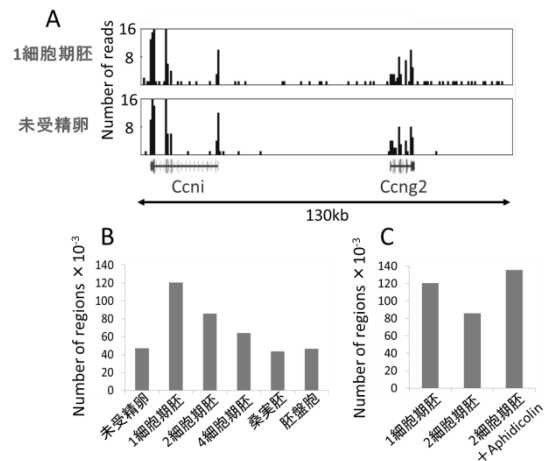 A
1細胞期胚
Number of reads
16
8
未受精卵
16
8
Ccni
Ccng2
130kb
B
Number of regions ×10⁻³
140
120
100
80
60
40
20
0
未受精卵
1細胞期胚
2細胞期胚
4細胞期胚
桑実胚
胚盤胞
C
Number of regions ×10⁻³
140
120
100
80
60
40
20
0
1細胞期胚
2細胞期胚
2細胞期胚
+Aphidicolin